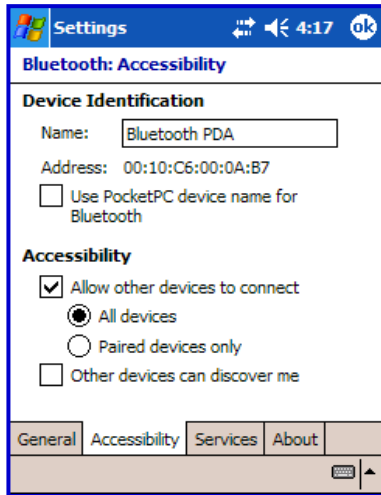 Settings 4:17 ok
Bluetooth: Accessibility
Device Identification
Name: Bluetooth PDA
Address: 00:10:C6:00:0A:B7
Use PocketPC device name for
Bluetooth
Accessibility
Allow other devices to connect
All devices
Paired devices only
Other devices can discover me
General Accessibility Services About